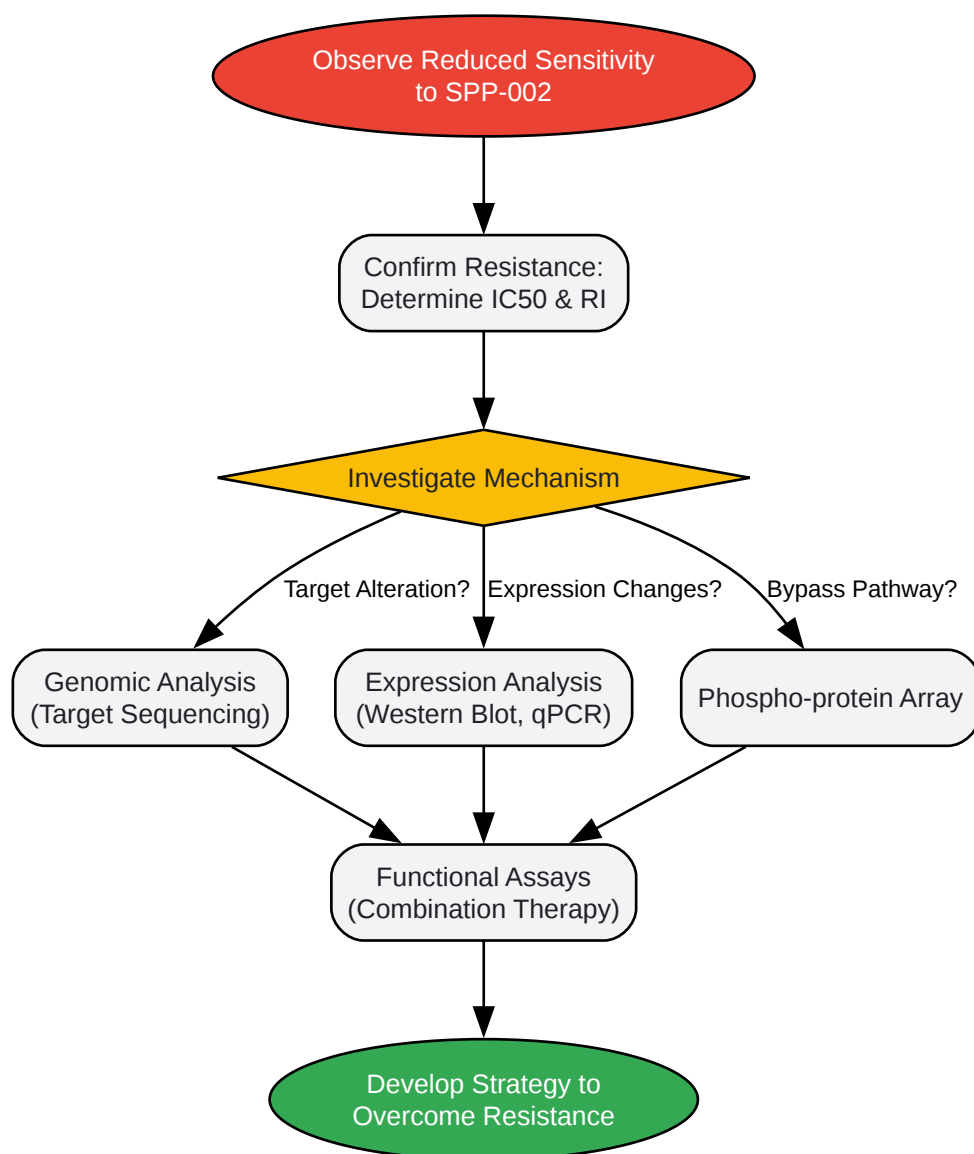 Observe Reduced Sensitivity
to SPP-002
Confirm Resistance:
Determine IC50 & RI
Investigate Mechanism
Target Alteration?
Expression Changes?
Bypass Pathway?
Genomic Analysis
(Target Sequencing)
Expression Analysis
(Western Blot, qPCR)
Phospho-protein Array
Functional Assays
(Combination Therapy)
Develop Strategy to
Overcome Resistance